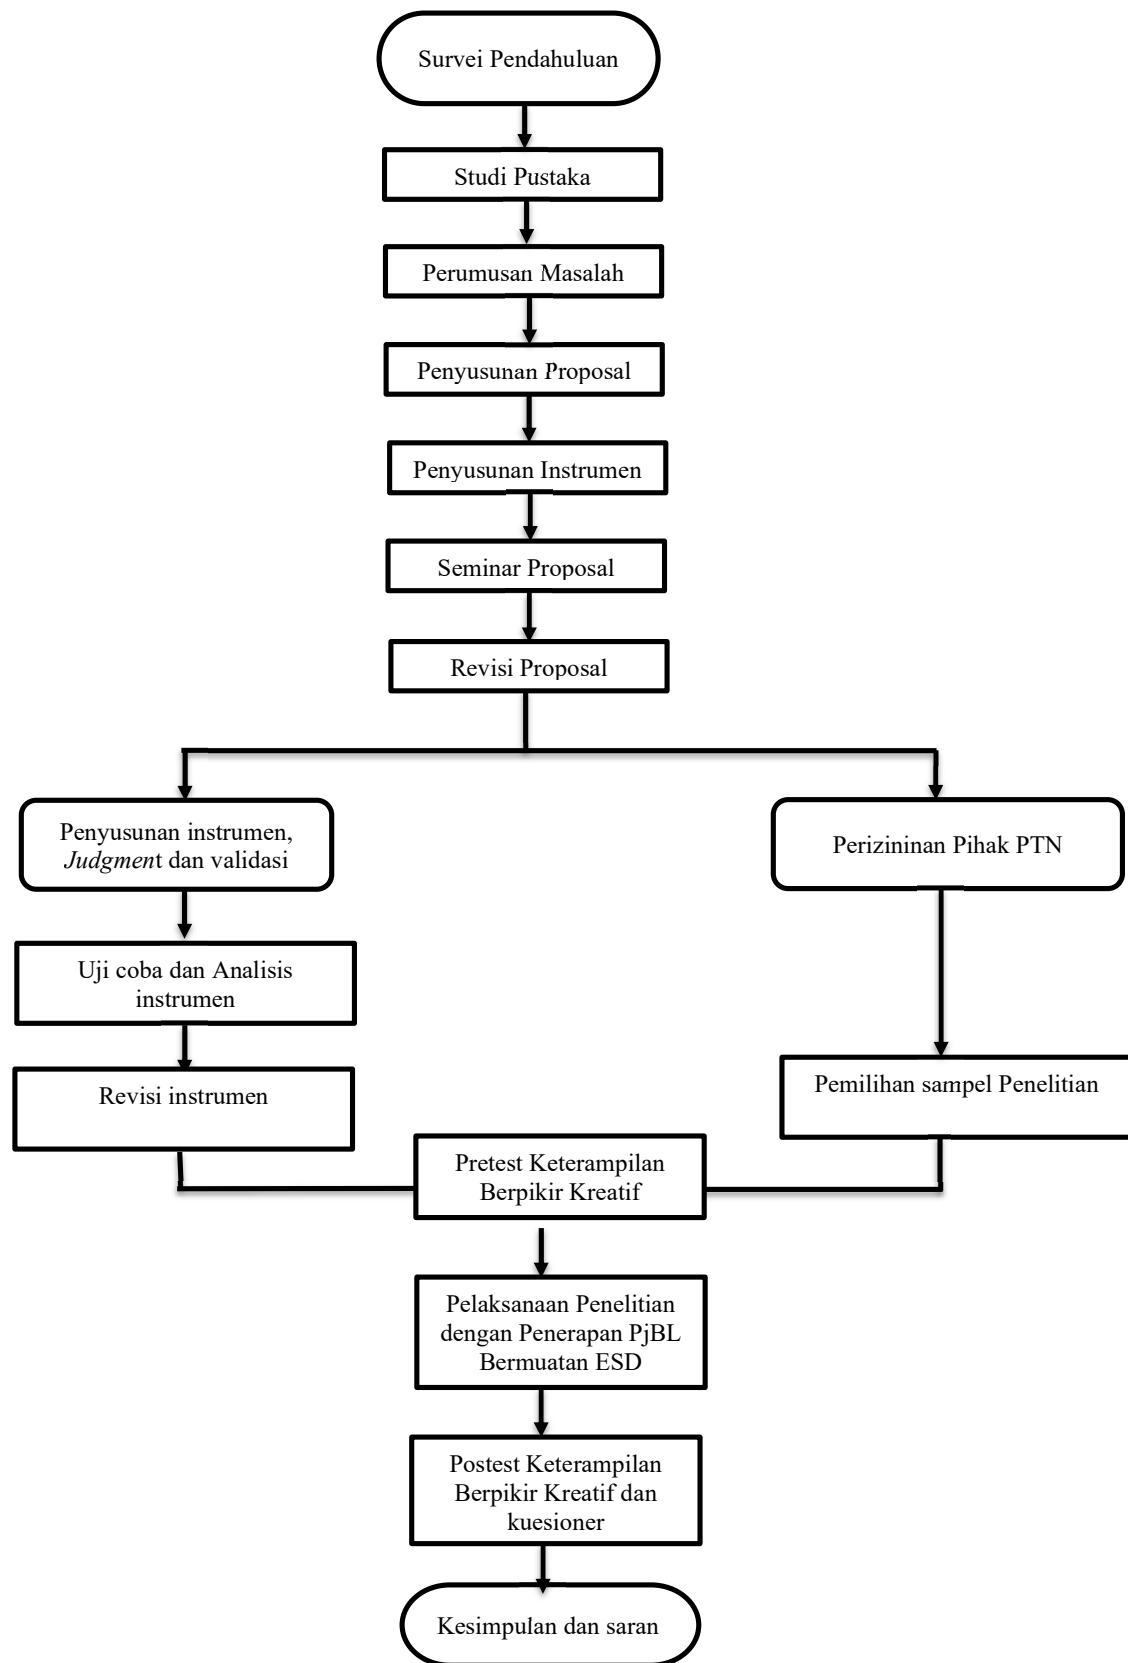 Survei Pendahuluan
Studi Pustaka
Perumusan Masalah
Penyusunan Proposal
Penyusunan Instrumen
Seminar Proposal
Revisi Proposal
Penyusunan instrumen,
Judgment dan validasi
Perizininan Pihak PTN
Uji coba dan Analisis
instrumen
Revisi instrumen
Pemilihan sampel Penelitian
Pretest Keterampilan
Berpikir Kreatif
Pelaksanaan Penelitian
dengan Penerapan PjBL
Bermuatan ESD
Postest Keterampilan
Berpikir Kreatif dan
kuesioner
Kesimpulan dan saran